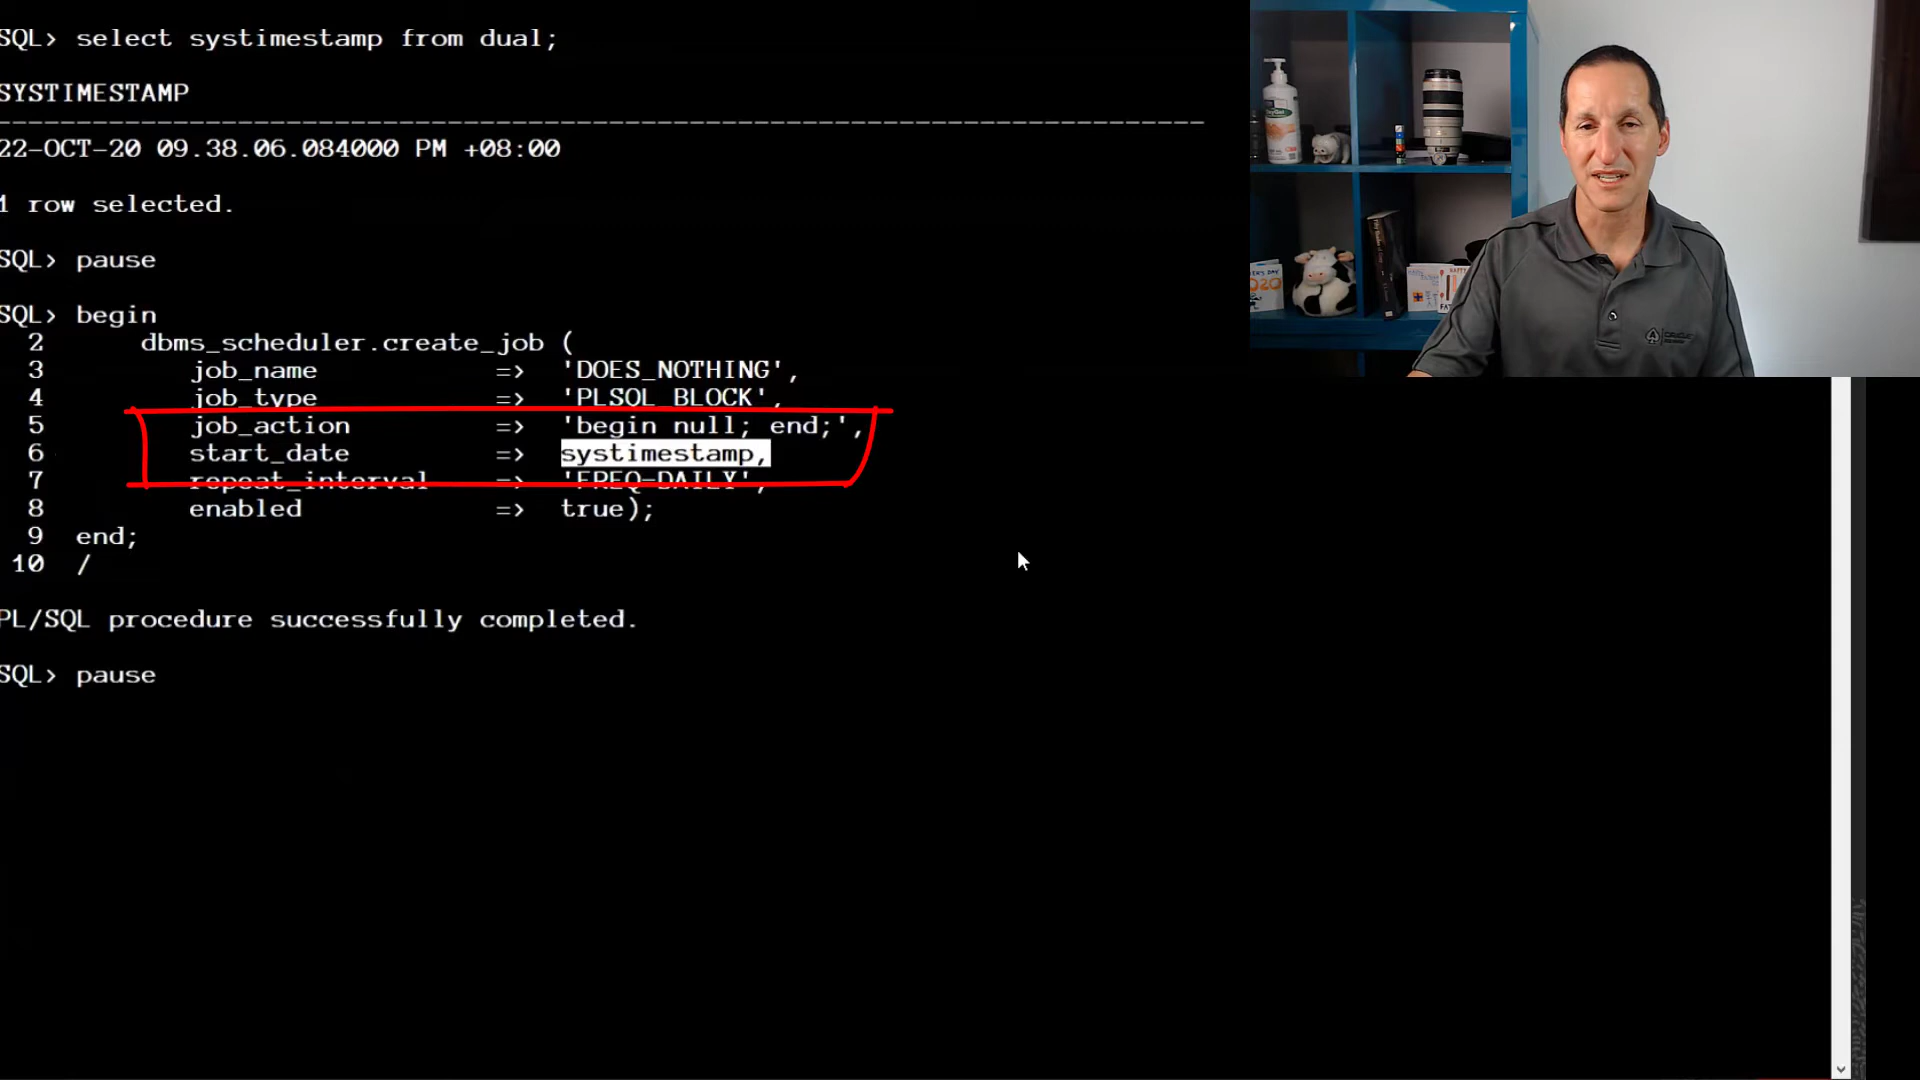 SQL> select systimestamp from dual;
SYSTIMESTAMP
---------------------------------------------------------------------------
22-OCT-20 09.38.06.084000 PM +08:00
1 row selected.
SQL> pause
SQL> begin
2 dbms_scheduler.create_job (
3 job_name => 'DOES_NOTHING',
4 job_type => 'PLSQL_BLOCK',
5 job_action => 'begin null; end;',
6 start_date => systimestamp,
7 repeat_interval => 'FREQ=DAILY',
8 enabled => true);
9 end;
10 /
PL/SQL procedure successfully completed.
SQL> pause